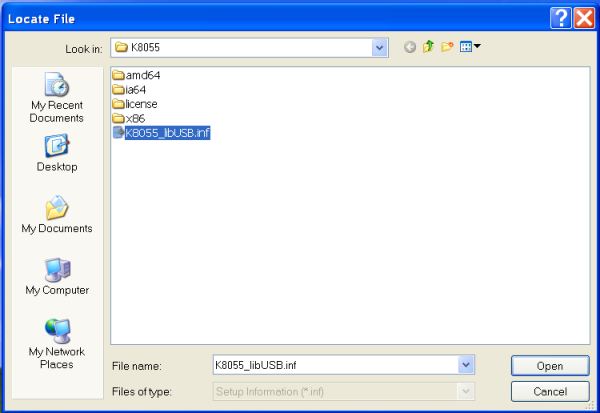 Locate File
?
X
Look in:
K8055
My Recent
Documents
Desktop
My Documents
My Computer
My Network
Places
amd64
ia64
license
x86
K8055_libUSB.inf
File name:
K8055_libUSB.inf
Open
Files of type:
Setup Information (*.inf)
Cancel